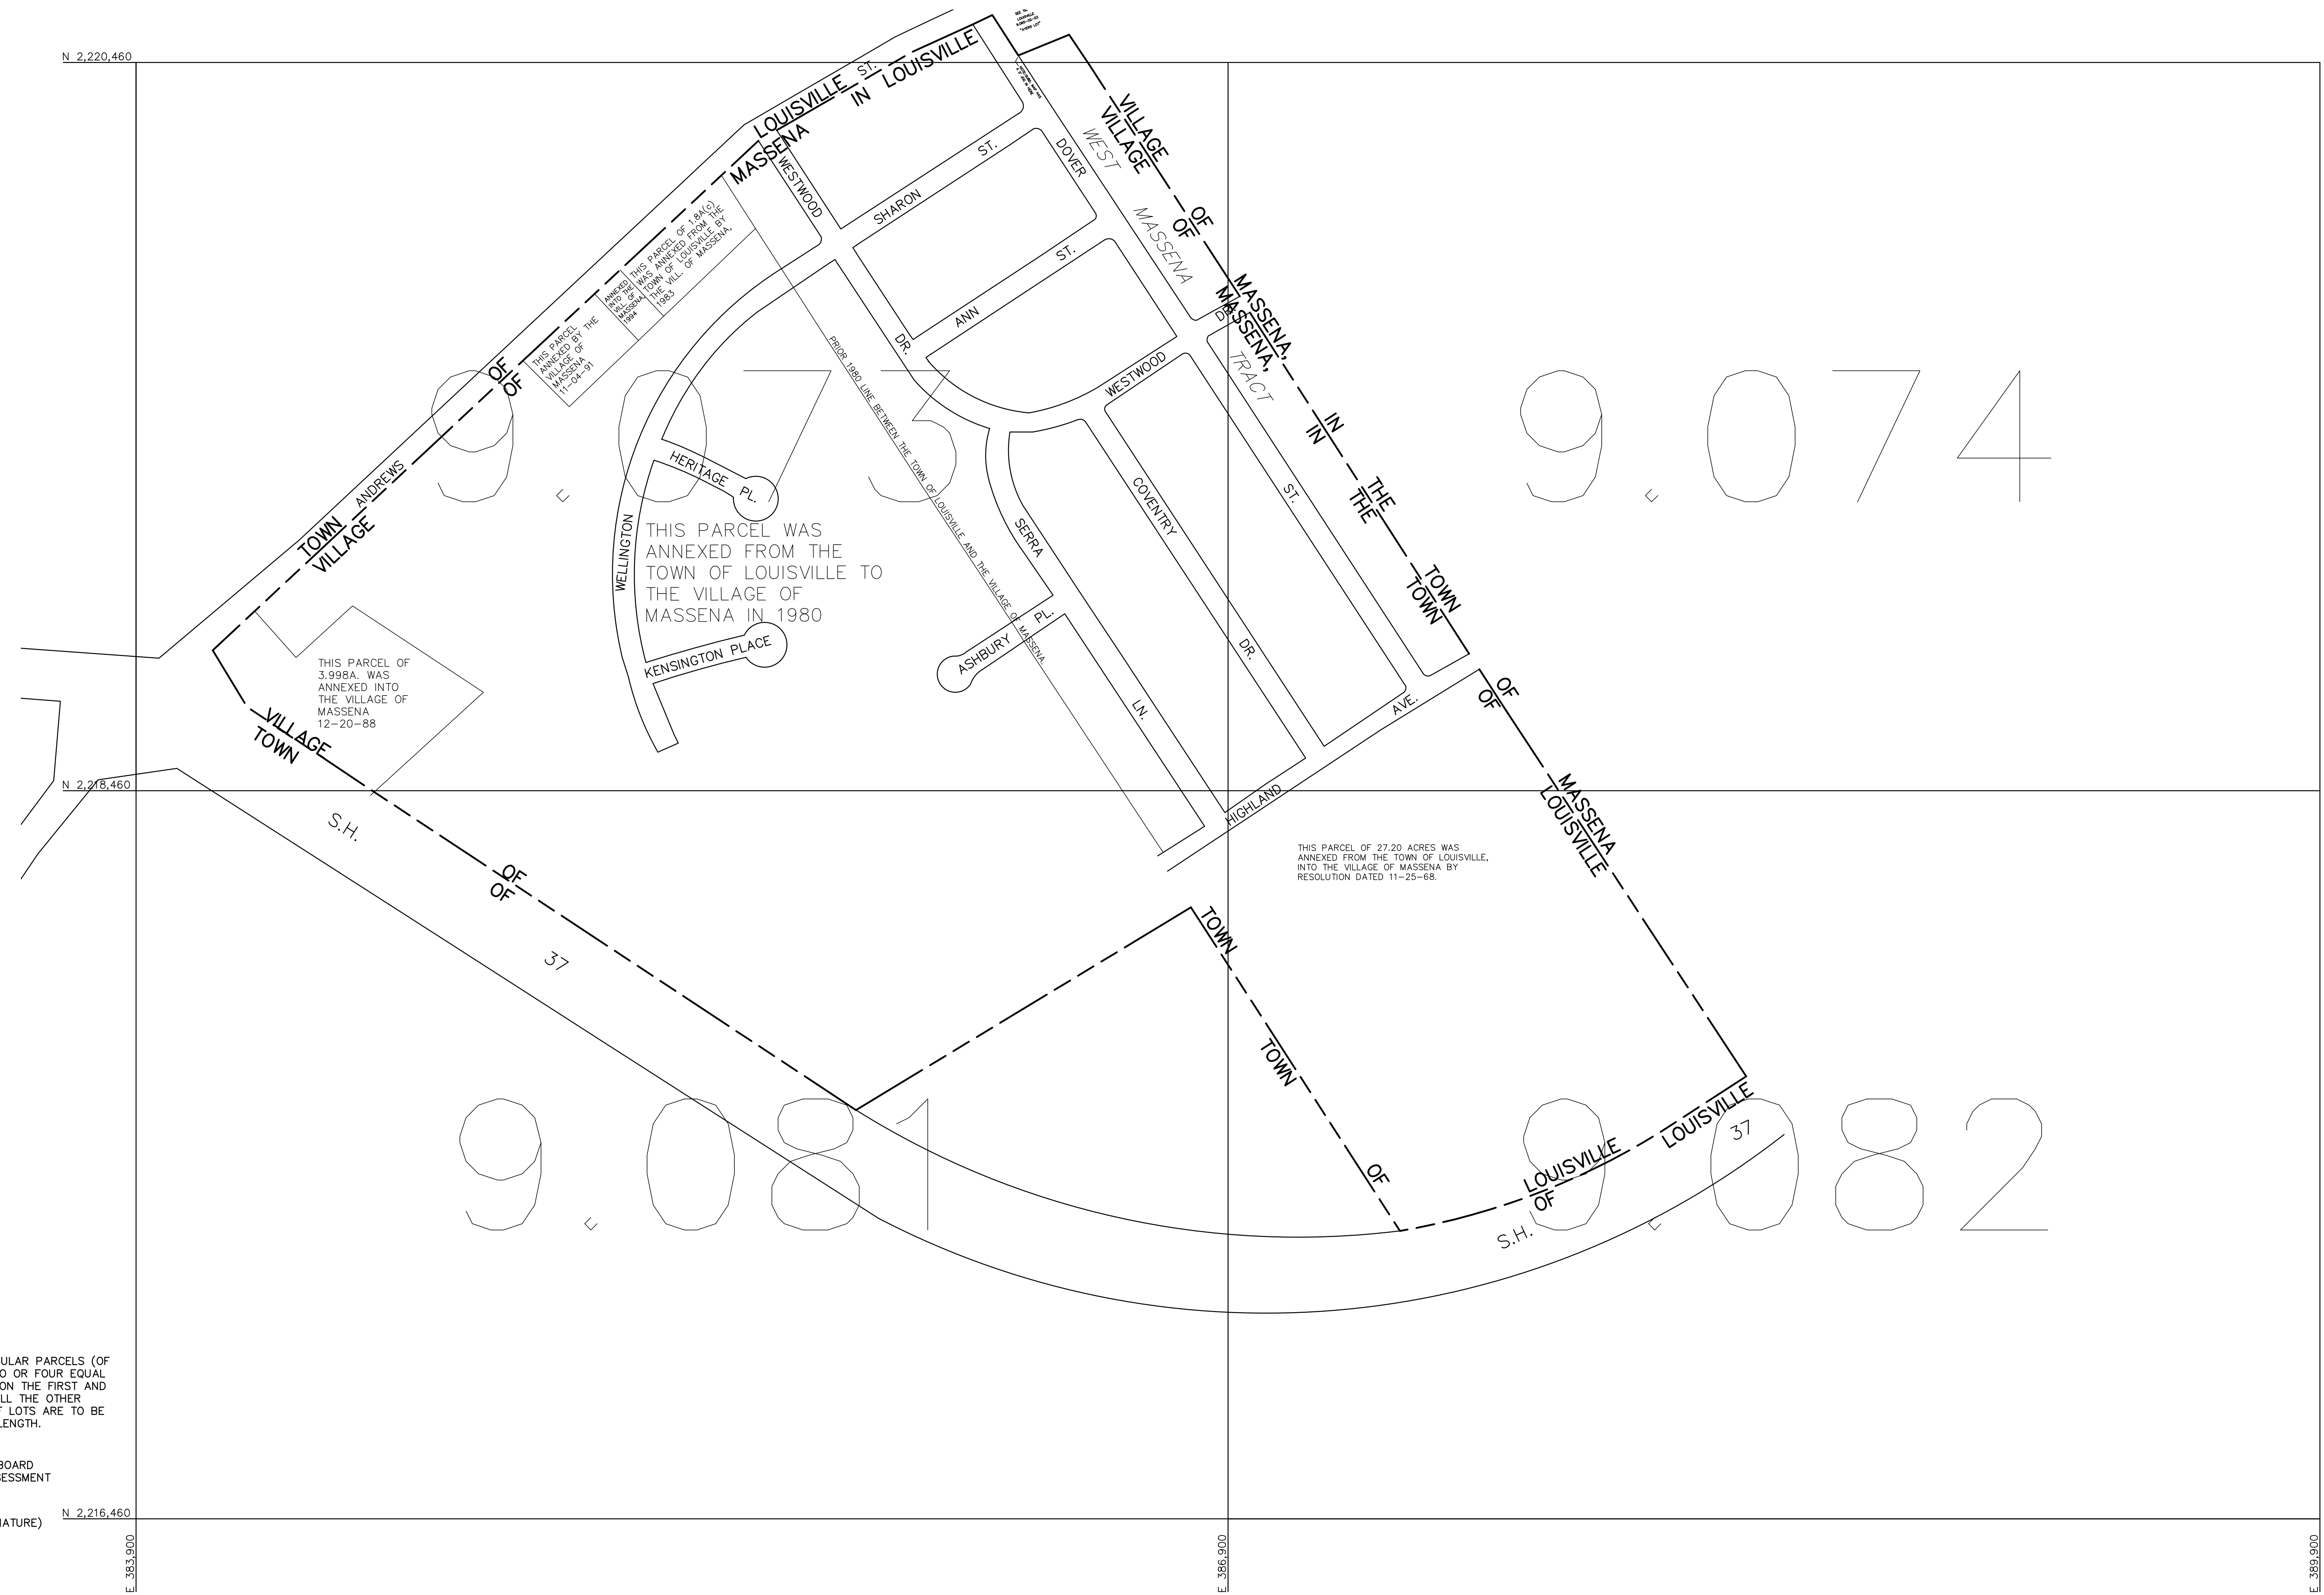 N 2,220,460
LOUISVILLE ST. IN LOUISVILLE
MASSENA
VILLAGE OF MASSENA, IN THE TOWN OF MASSENA
VILLAGE OF MASSENA, IN THE TOWN OF LOUISVILLE
WEST
MASSENA
TRACT
WESTWOOD
DR.
SHARON
ST.
DOVER
ST.
ANN
ST.
WESTWOOD
DR.
THIS PARCEL OF 1.8A(c)
WAS ANNEXED FROM THE
TOWN OF LOUISVILLE BY
THE VILL. OF MASSENA,
1983
ANNEXED
INTO THE
VILL. OF
MASSENA,
1994
THIS PARCEL
ANNEXED BY THE
VILLAGE OF
MASSENA
11-04-91
TOWN OF
VILLAGE OF
ANDREWS
9.073
9.074
PRIOR 1980 LINE BETWEEN THE TOWN OF LOUISVILLE AND THE VILLAGE OF MASSENA
HERITAGE PL.
WELLINGTON
THIS PARCEL WAS
ANNEXED FROM THE
TOWN OF LOUISVILLE TO
THE VILLAGE OF
MASSENA IN 1980
KENSINGTON PLACE
SERRA
LN.
COVENTRY
DR.
ASHBURY PL.
HIGHLAND
AVE.
THIS PARCEL OF
3.998A. WAS
ANNEXED INTO
THE VILLAGE OF
MASSENA
12-20-88
VILLAGE OF
TOWN OF
N 2,218,460
S.H.
37
THIS PARCEL OF 27.20 ACRES WAS
ANNEXED FROM THE TOWN OF LOUISVILLE,
INTO THE VILLAGE OF MASSENA BY
RESOLUTION DATED 11-25-68.
TOWN
TOWN
OF
LOUISVILLE
OF
LOUISVILLE
S.H.
37
9.081
9.082
ULAR PARCELS (OF
O OR FOUR EQUAL
ON THE FIRST AND
LL THE OTHER
F LOTS ARE TO BE
LENGTH.
BOARD
SESSMENT
NATURE)
N 2,216,460
E 383,900
E 386,900
E 389,900